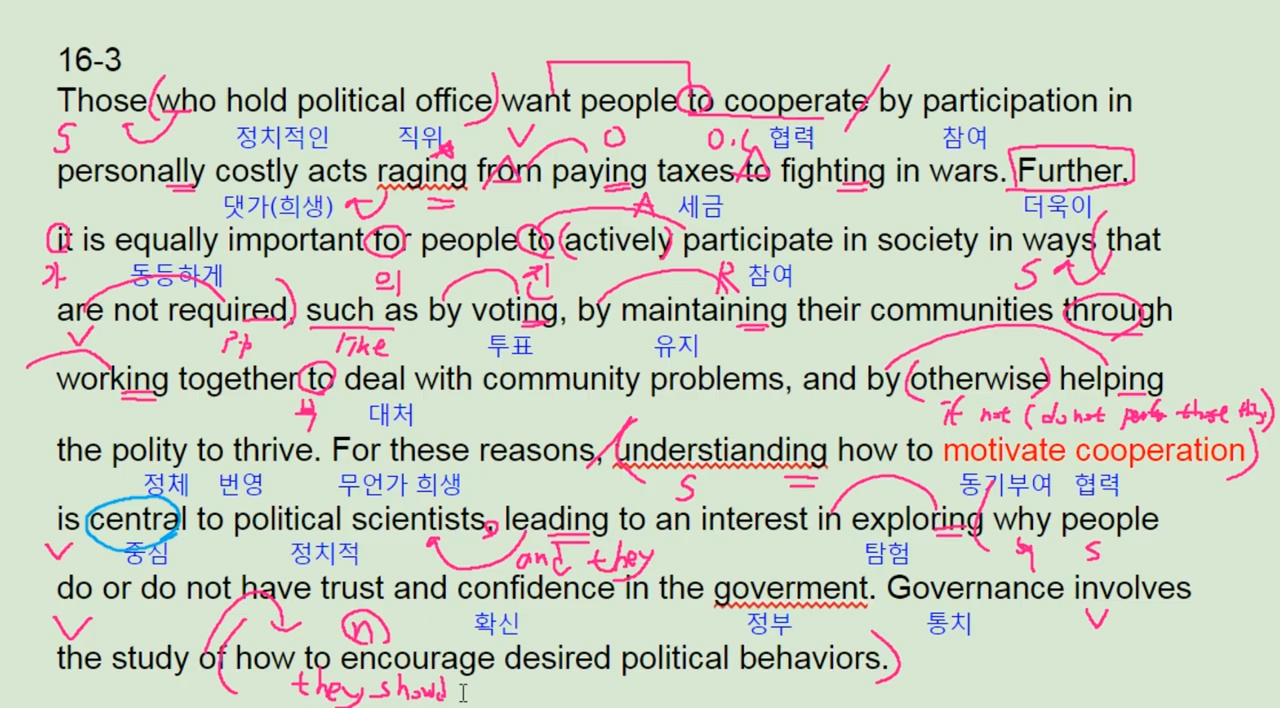 16-3
Those who hold political office want people to cooperate by participation in
S 정치적인 직위 V O O.C 협력 참여
personally costly acts raging from paying taxes to fighting in wars. Further.
댓가(희생) A 세금 더욱이
it is equally important for people to (actively) participate in society in ways that
가 동등하게 의 진 R 참여 S
are not required, such as by voting, by maintaining their communities through
V p.p like 투표 유지
working together to deal with community problems, and by (otherwise) helping
부 대처 if not (do not those
the polity to thrive. For these reasons, understianding how to motivate cooperation
정체 번영 무언가 희생 S 동기부여 협력
is central to political scientists, leading to an interest in exploring why people
V 중심 정치적 and they 탐험 S
do or do not have trust and confidence in the goverment. Governance involves
V n 확신 정부 통치 V
the study of how to encourage desired political behaviors.
they should